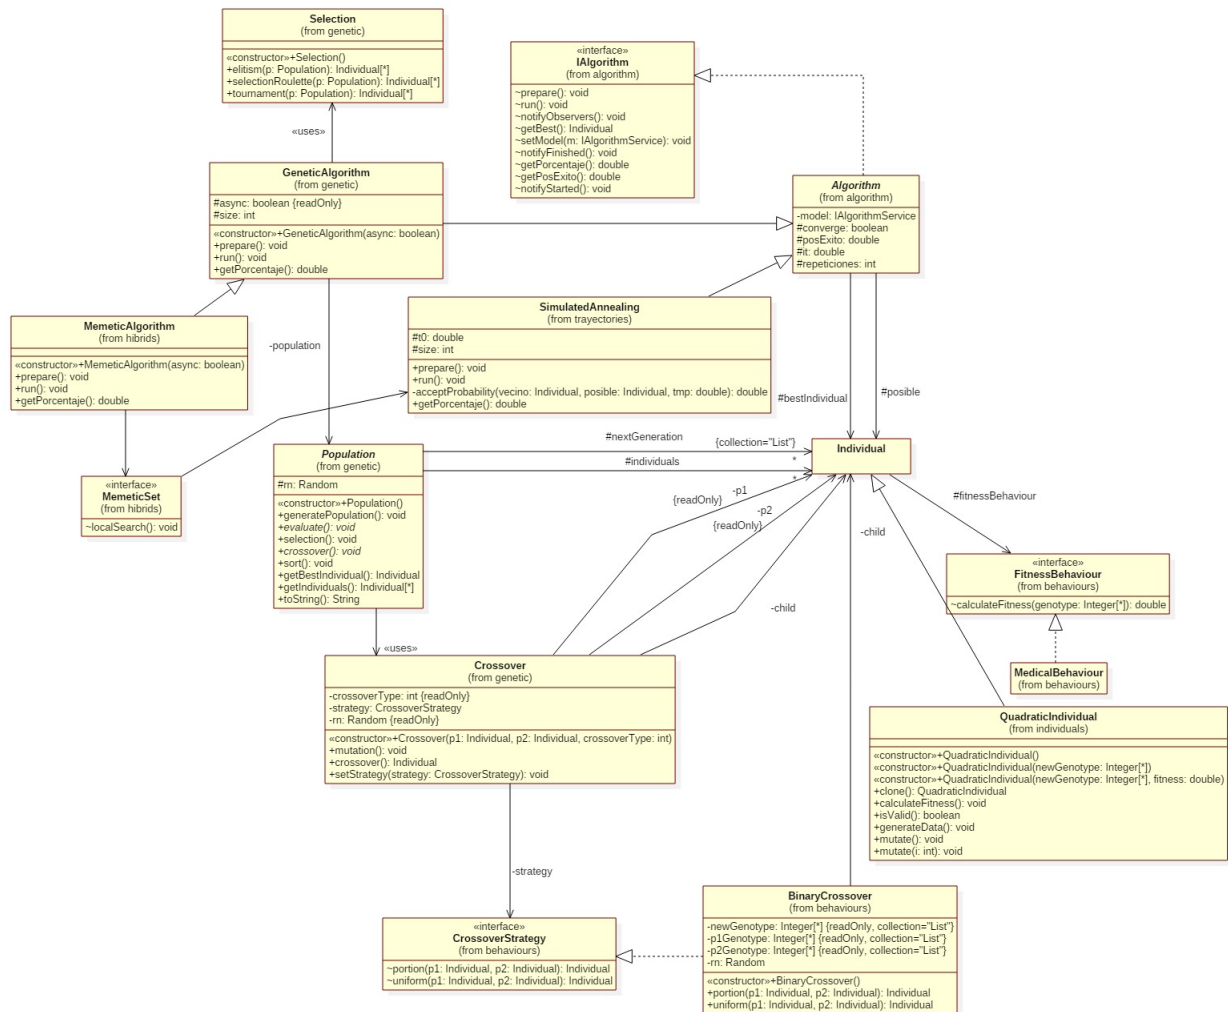 Selection
(from genetic)
«constructor»+Selection()
+elitism(p: Population): Individual[*]
+selectionRoulette(p: Population): Individual[*]
+tournament(p: Population): Individual[*]
«interface»
IAlgorithm
(from algorithm)
~prepare(): void
~run(): void
~notifyObservers(): void
~getBest(): Individual
~setModel(m: IAlgorithmService): void
~notifyFinished(): void
~getPorcentaje(): double
~getPosExito(): double
~notifyStarted(): void
«uses»
GeneticAlgorithm
(from genetic)
#async: boolean {readOnly}
#size: int
«constructor»+GeneticAlgorithm(async: boolean)
+prepare(): void
+run(): void
+getPorcentaje(): double
Algorithm
(from algorithm)
-model: IAlgorithmService
#converge: boolean
#posExito: double
#it: double
#repeticiones: int
MemeticAlgorithm
(from hibrids)
«constructor»+MemeticAlgorithm(async: boolean)
+prepare(): void
+run(): void
+getPorcentaje(): double
-population
SimulatedAnnealing
(from trayectories)
#t0: double
#size: int
+prepare(): void
+run(): void
-acceptProbability(vecino: Individual, posible: Individual, tmp: double): double
+getPorcentaje(): double
#bestIndividual
#posible
«interface»
MemeticSet
(from hibrids)
~localSearch(): void
Population
(from genetic)
#rn: Random
«constructor»+Population()
+generatePopulation(): void
+evaluate(): void
+selection(): void
+crossover(): void
+sort(): void
+getBestIndividual(): Individual
+getIndividuals(): Individual[*]
+toString(): String
#nextGeneration
{collection="List"}
*
#individuals
*
Individual
-p1
{readOnly}
-p2
{readOnly}
-child
-child
#fitnessBehaviour
«interface»
FitnessBehaviour
(from behaviours)
~calculateFitness(genotype: Integer[*]): double
MedicalBehaviour
(from behaviours)
«uses»
Crossover
(from genetic)
-crossoverType: int {readOnly}
-strategy: CrossoverStrategy
-rn: Random {readOnly}
«constructor»+Crossover(p1: Individual, p2: Individual, crossoverType: int)
+mutation(): void
+crossover(): Individual
+setStrategy(strategy: CrossoverStrategy): void
QuadraticIndividual
(from individuals)
«constructor»+QuadraticIndividual()
«constructor»+QuadraticIndividual(newGenotype: Integer[*])
«constructor»+QuadraticIndividual(newGenotype: Integer[*], fitness: double)
+clone(): QuadraticIndividual
+calculateFitness(): void
+isValid(): boolean
+generateData(): void
+mutate(): void
+mutate(i: int): void
-strategy
«interface»
CrossoverStrategy
(from behaviours)
~portion(p1: Individual, p2: Individual): Individual
~uniform(p1: Individual, p2: Individual): Individual
BinaryCrossover
(from behaviours)
-newGenotype: Integer[*] {readOnly, collection="List"}
-p1Genotype: Integer[*] {readOnly, collection="List"}
-p2Genotype: Integer[*] {readOnly, collection="List"}
-rn: Random
«constructor»+BinaryCrossover()
+portion(p1: Individual, p2: Individual): Individual
+uniform(p1: Individual, p2: Individual): Individual